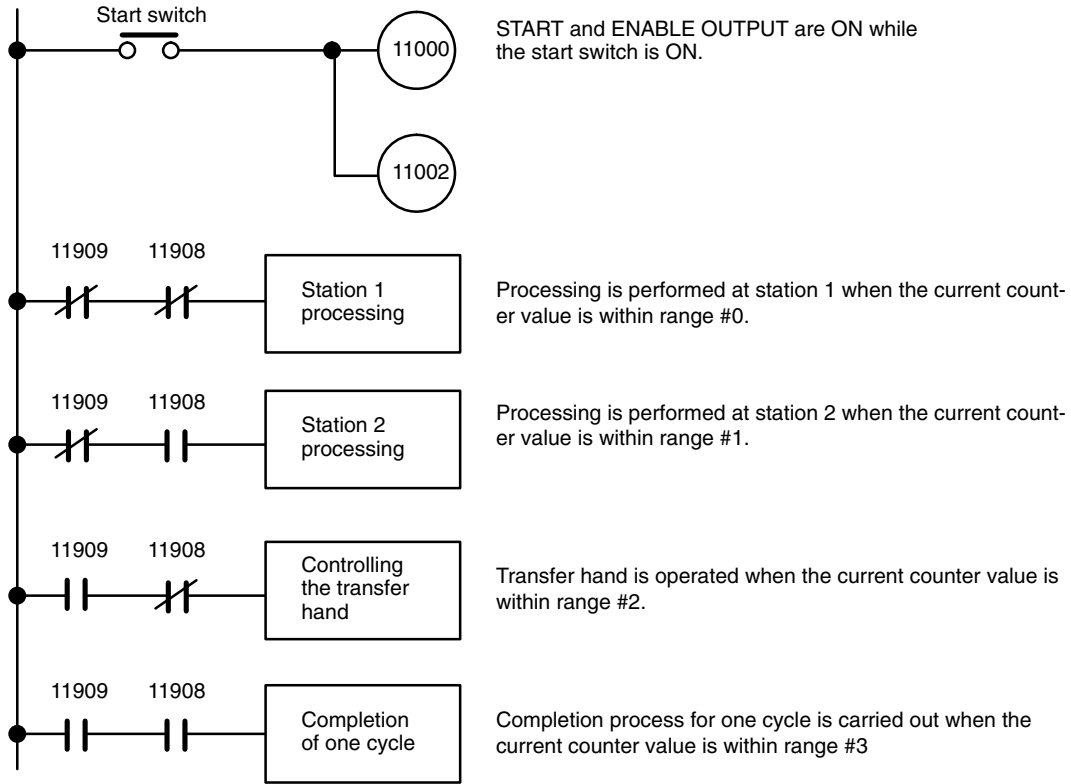 Start switch
11000
START and ENABLE OUTPUT are ON while
the start switch is ON.
11002
11909 11908
Station 1
processing
Processing is performed at station 1 when the current count-
er value is within range #0.
11909 11908
Station 2
processing
Processing is performed at station 2 when the current count-
er value is within range #1.
11909 11908
Controlling
the transfer
hand
Transfer hand is operated when the current counter value is
within range #2.
11909 11908
Completion
of one cycle
Completion process for one cycle is carried out when the
current counter value is within range #3